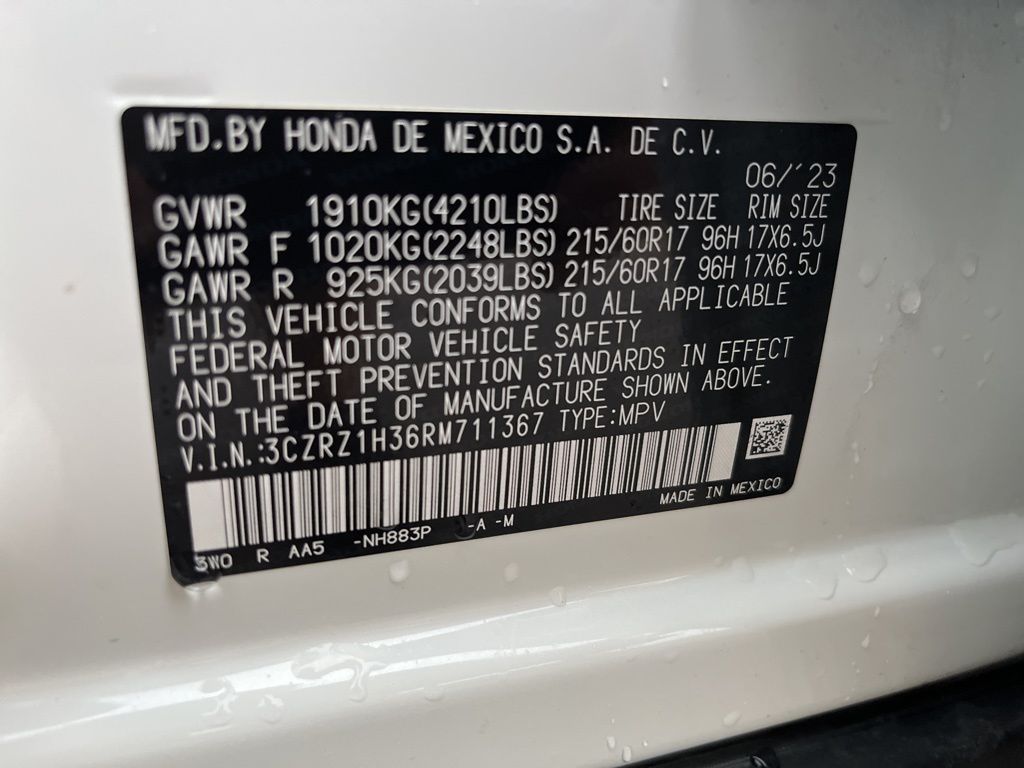 MFD.BY HONDA DE MEXICO S.A. DE C.V.
06/'23
GVWR 1910KG(4210LBS) TIRE SIZE RIM SIZE
GAWR F 1020KG(2248LBS) 215/60R17 96H 17X6.5J
GAWR R 925KG(2039LBS) 215/60R17 96H 17X6.5J
THIS VEHICLE CONFORMS TO ALL APPLICABLE
FEDERAL MOTOR VEHICLE SAFETY
AND THEFT PREVENTION STANDARDS IN EFFECT
ON THE DATE OF MANUFACTURE SHOWN ABOVE.
V.I.N.:3CZRZ1H36RM711367 TYPE:MPV
MADE IN MEXICO
3W0 R AA5 -NH883P -A -M